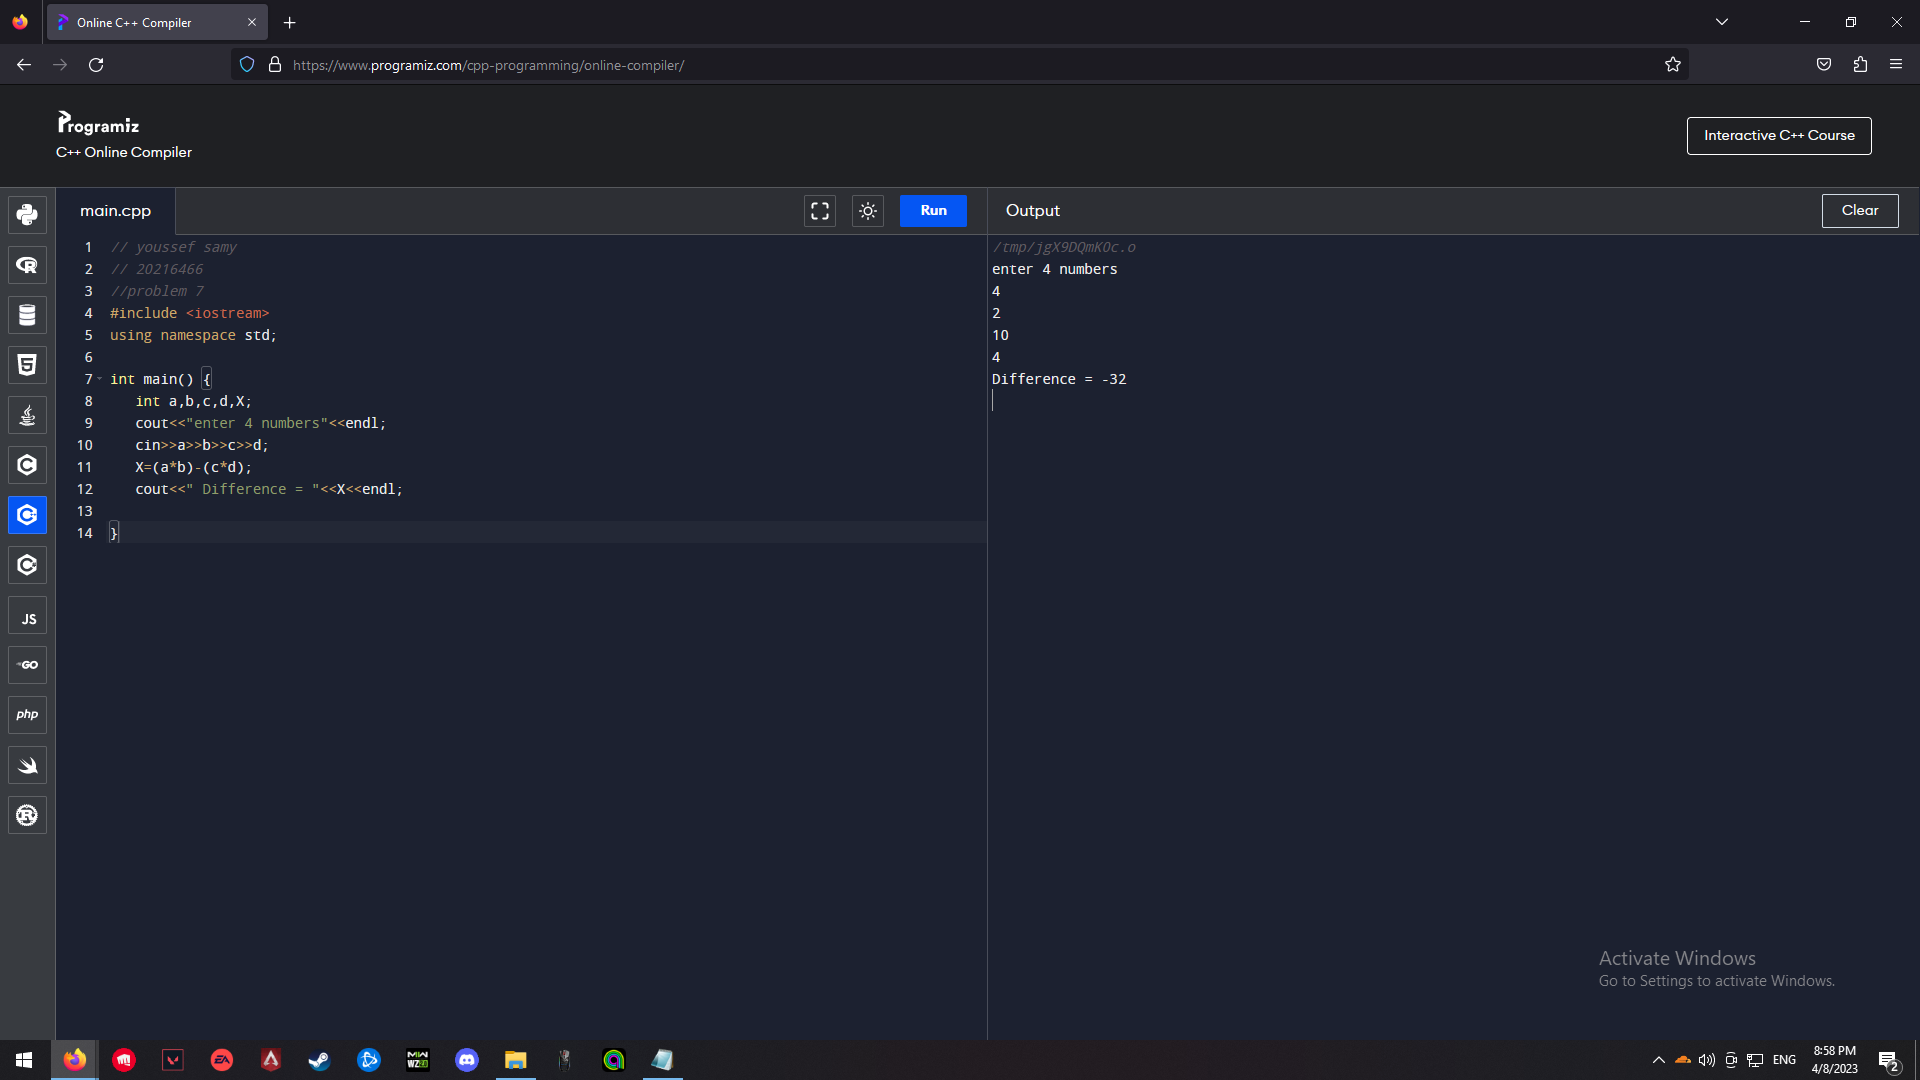 Online C++ Compiler
https://www.programiz.com/cpp-programming/online-compiler/
Programiz
C++ Online Compiler
Interactive C++ Course
main.cpp
Run
Output
Clear
1 // youssef samy
2 // 20216466
3 //problem 7
4 #include <iostream>
5 using namespace std;
6
7 int main() {
8 int a,b,c,d,X;
9 cout<<"enter 4 numbers"<<endl;
10 cin>>a>>b>>c>>d;
11 X=(a*b)-(c*d);
12 cout<<" Difference = "<<X<<endl;
13
14 }
/tmp/jgX9DQmKOc.o
enter 4 numbers
4
2
10
4
Difference = -32
JS
GO
php
Activate Windows
Go to Settings to activate Windows.
EA
MW
WZ2.0
ENG
8:58 PM
4/8/2023
2